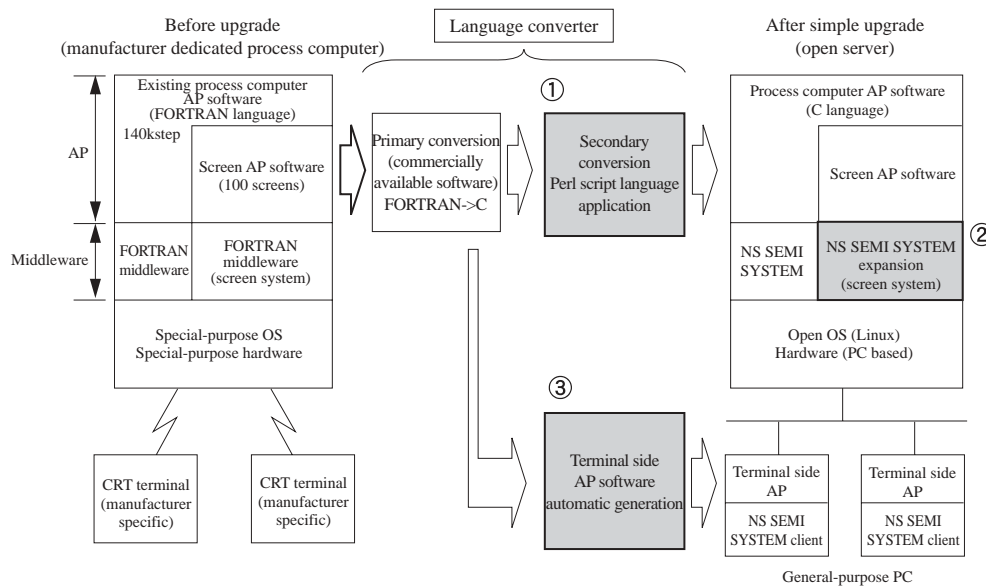 Before upgrade
(manufacturer dedicated process computer)
Language converter
After simple upgrade
(open server)
AP
Existing process computer
AP software
(FORTRAN language)
140kstep
Screen AP software
(100 screens)
Middleware
FORTRAN
middleware
FORTRAN
middleware
(screen system)
Special-purpose OS
Special-purpose hardware
CRT terminal
(manufacturer
specific)
CRT terminal
(manufacturer
specific)
Primary conversion
(commercially
available software)
FORTRAN->C
①
Secondary
conversion
Perl script language
application
③
Terminal side
AP software
automatic generation
Process computer AP software
(C language)
Screen AP software
NS SEMI
SYSTEM
②
NS SEMI SYSTEM
expansion
(screen system)
Open OS (Linux)
Hardware (PC based)
Terminal side
AP
NS SEMI
SYSTEM client
Terminal side
AP
NS SEMI
SYSTEM client
General-purpose PC